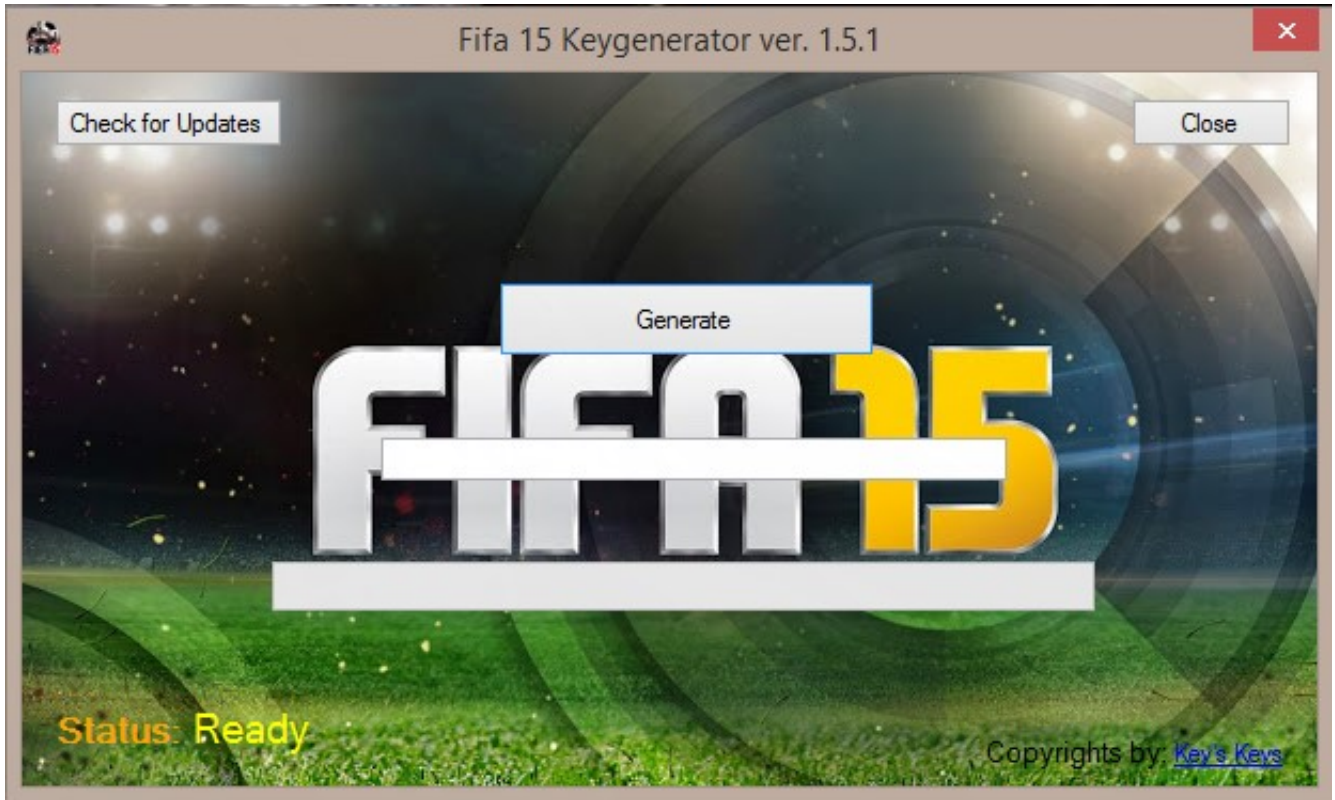 Fifa 15 Keygenerator ver. 1.5.1
Check for Updates
Close
Generate
FIFA 15
Status: Ready
Copyrights by: Key's Keys